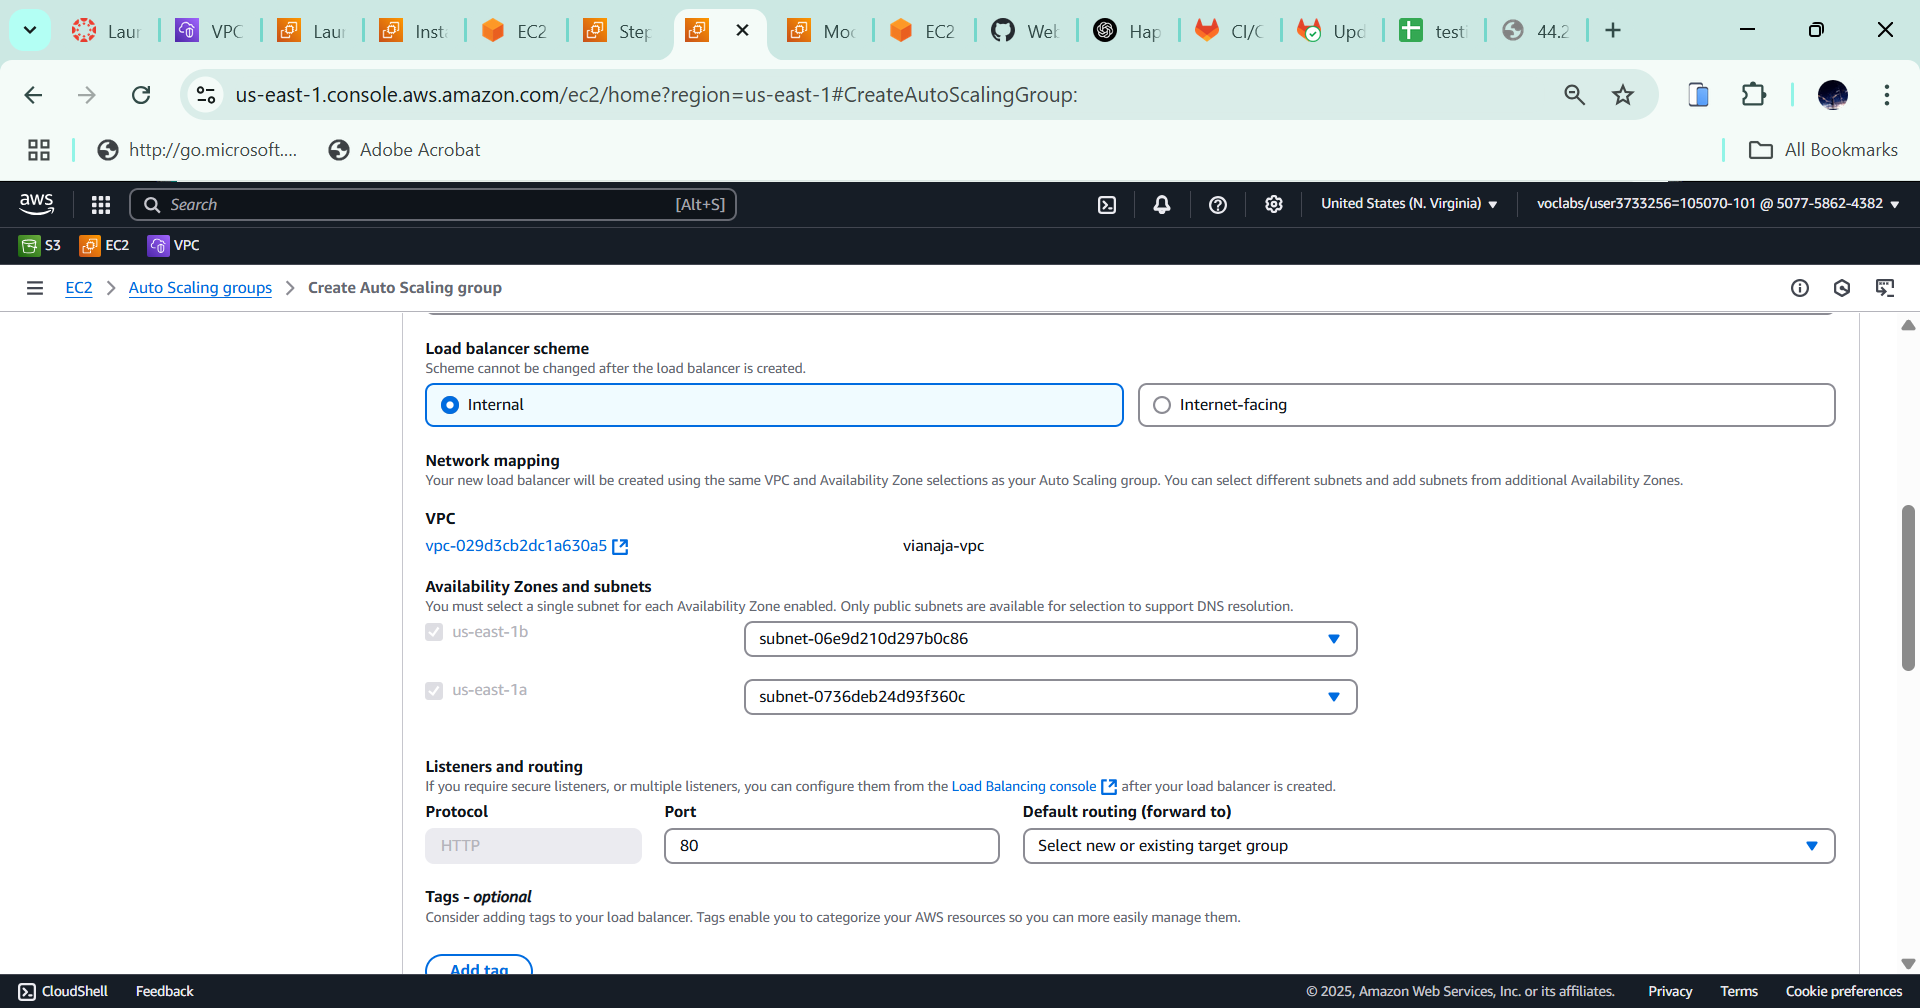 Laur
VPC
Laur
Insta
EC2
Step
Moc
EC2
Web
Hap
CI/C
Upd
testi
44.2
us-east-1.console.aws.amazon.com/ec2/home?region=us-east-1#CreateAutoScalingGroup:
http://go.microsoft....
Adobe Acrobat
All Bookmarks
aws
Search
[Alt+S]
United States (N. Virginia)
voclabs/user3733256=105070-101 @ 5077-5862-4382
S3
EC2
VPC
EC2
Auto Scaling groups
Create Auto Scaling group
Load balancer scheme
Scheme cannot be changed after the load balancer is created.
Internal
Internet-facing
Network mapping
Your new load balancer will be created using the same VPC and Availability Zone selections as your Auto Scaling group. You can select different subnets and add subnets from additional Availability Zones.
VPC
vpc-029d3cb2dc1a630a5
vianaja-vpc
Availability Zones and subnets
You must select a single subnet for each Availability Zone enabled. Only public subnets are available for selection to support DNS resolution.
us-east-1b
subnet-06e9d210d297b0c86
us-east-1a
subnet-0736deb24d93f360c
Listeners and routing
If you require secure listeners, or multiple listeners, you can configure them from the Load Balancing console after your load balancer is created.
Protocol
Port
Default routing (forward to)
HTTP
80
Select new or existing target group
Tags - optional
Consider adding tags to your load balancer. Tags enable you to categorize your AWS resources so you can more easily manage them.
Add tag
CloudShell
Feedback
© 2025, Amazon Web Services, Inc. or its affiliates.
Privacy
Terms
Cookie preferences